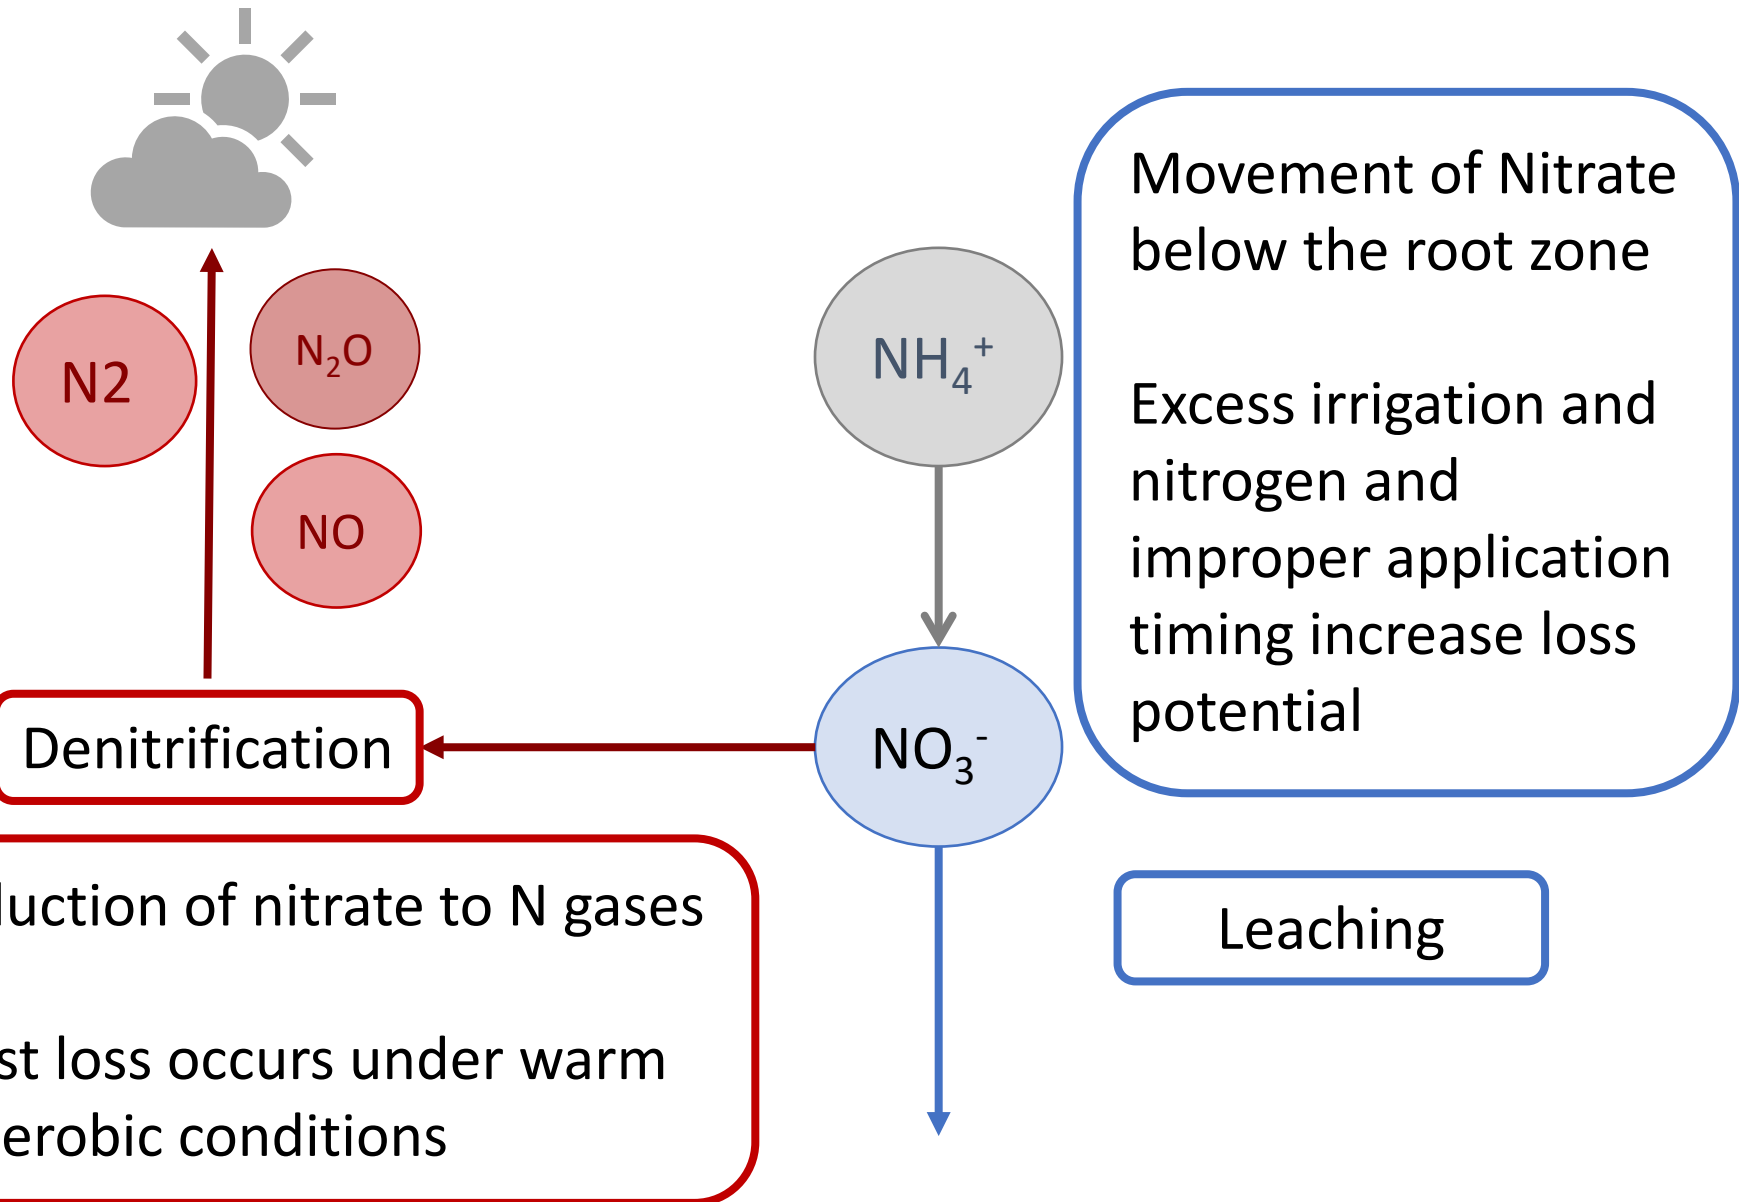 N2
N₂O
NO
NH₄⁺
NO₃⁻
Denitrification
Movement of Nitrate
below the root zone
Excess irrigation and
nitrogen and
improper application
timing increase loss
potential
Leaching
of nitrate to N gases
loss occurs under warm
conditions